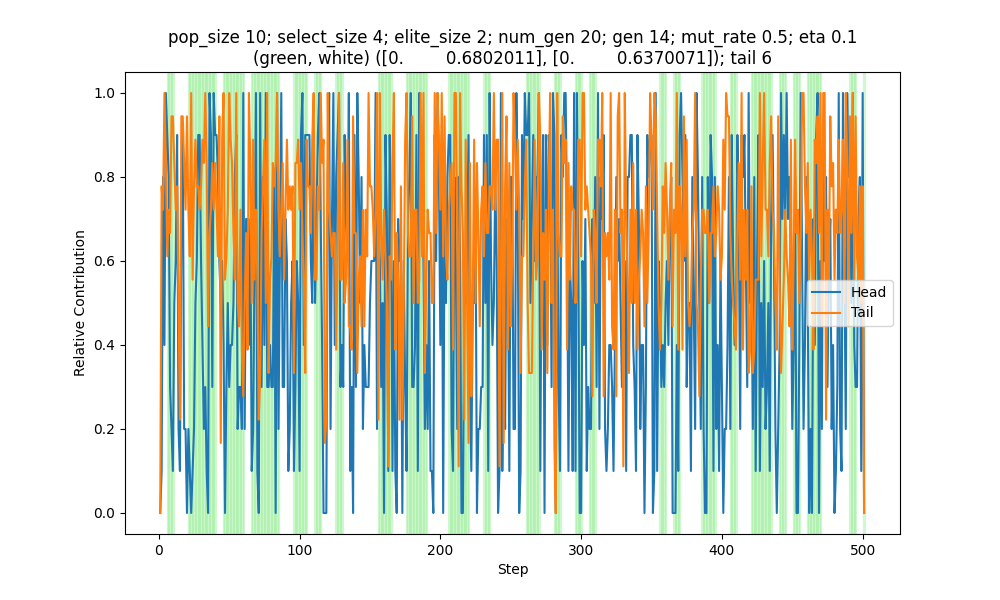 pop_size 10; select_size 4; elite_size 2; num_gen 20; gen 14; mut_rate 0.5; eta 0.1
(green, white) ([0. 0.6802011], [0. 0.6370071]); tail 6
1.0
0.8
0.6
0.4
0.2
0.0
Relative Contribution
Head
Tail
0 100 200 300 400 500
Step